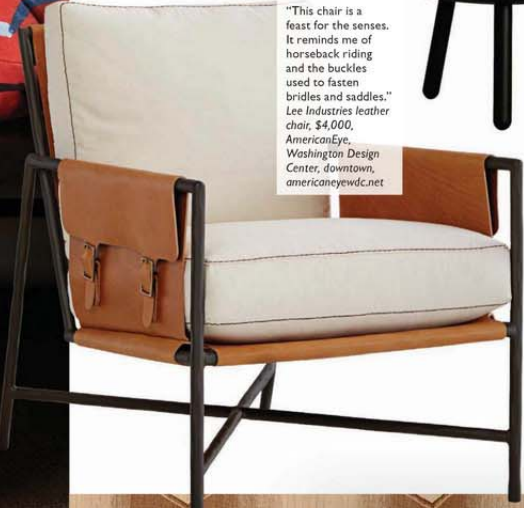 “This chair is a
feast for the senses.
It reminds me of
horseback riding
and the buckles
used to fasten
bridles and saddles.”
Lee Industries leather
chair, $4,000,
AmericanEye,
Washington Design
Center, downtown,
americaneyewdc.net